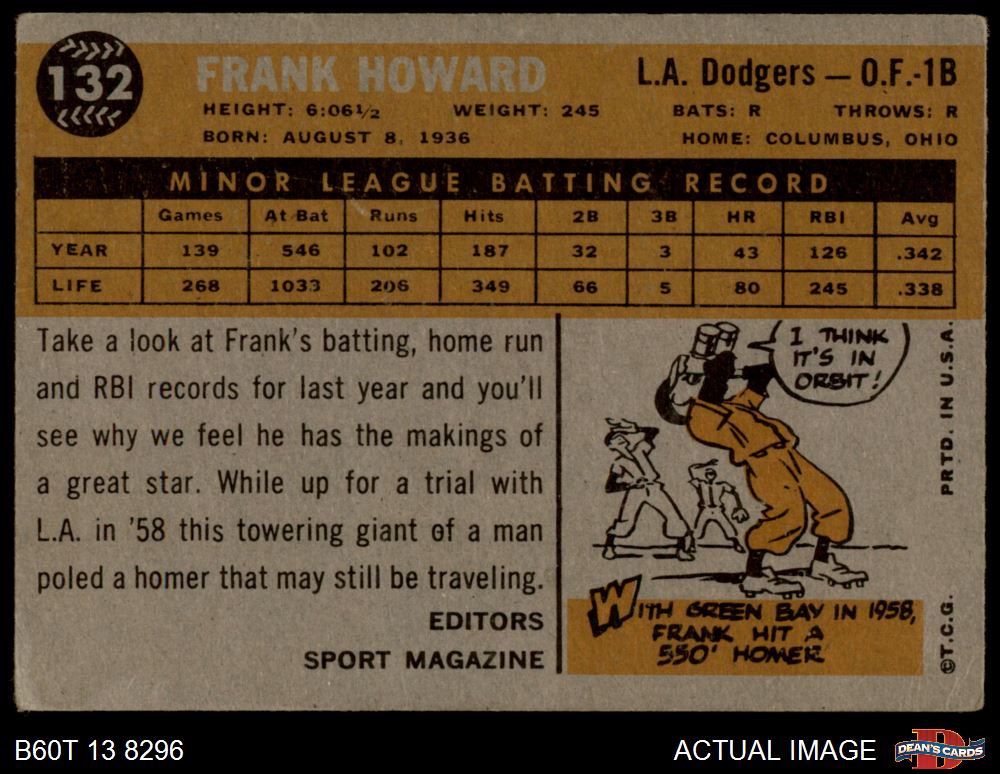 132
FRANK HOWARD
L.A. Dodgers — O.F.-1B
HEIGHT: 6:06½ WEIGHT: 245 BATS: R THROWS: R
BORN: AUGUST 8, 1936 HOME: COLUMBUS, OHIO
MINOR LEAGUE BATTING RECORD
Games At Bat Runs Hits 2B 3B HR RBI Avg
YEAR 139 546 102 187 32 3 43 126 .342
LIFE 268 1033 206 349 66 5 80 245 .338
Take a look at Frank's batting, home run
and RBI records for last year and you'll
see why we feel he has the makings of
a great star. While up for a trial with
L.A. in '58 this towering giant of a man
poled a homer that may still be traveling.
EDITORS
SPORT MAGAZINE
I THINK
IT'S IN
ORBIT!
WITH GREEN BAY IN 1958,
FRANK HIT A
550' HOMER
PRTD. IN U.S.A.
©T.C.G.
B60T 13 8296
ACTUAL IMAGE
D
DEAN'S CARDS